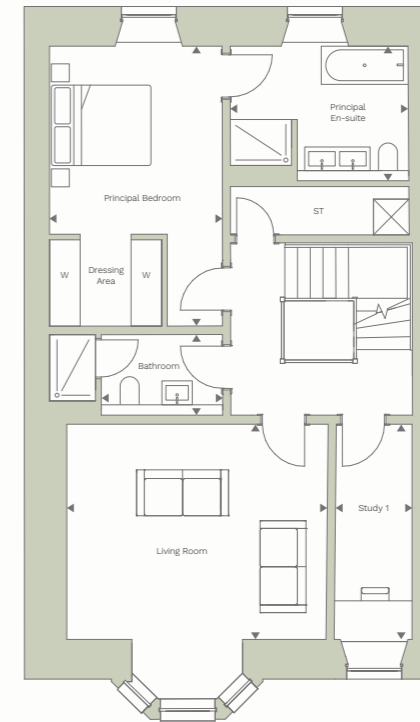 Principal
En-suite
Principal Bedroom
ST
W
Dressing
Area
W
Bathroom
Living Room
Study 1